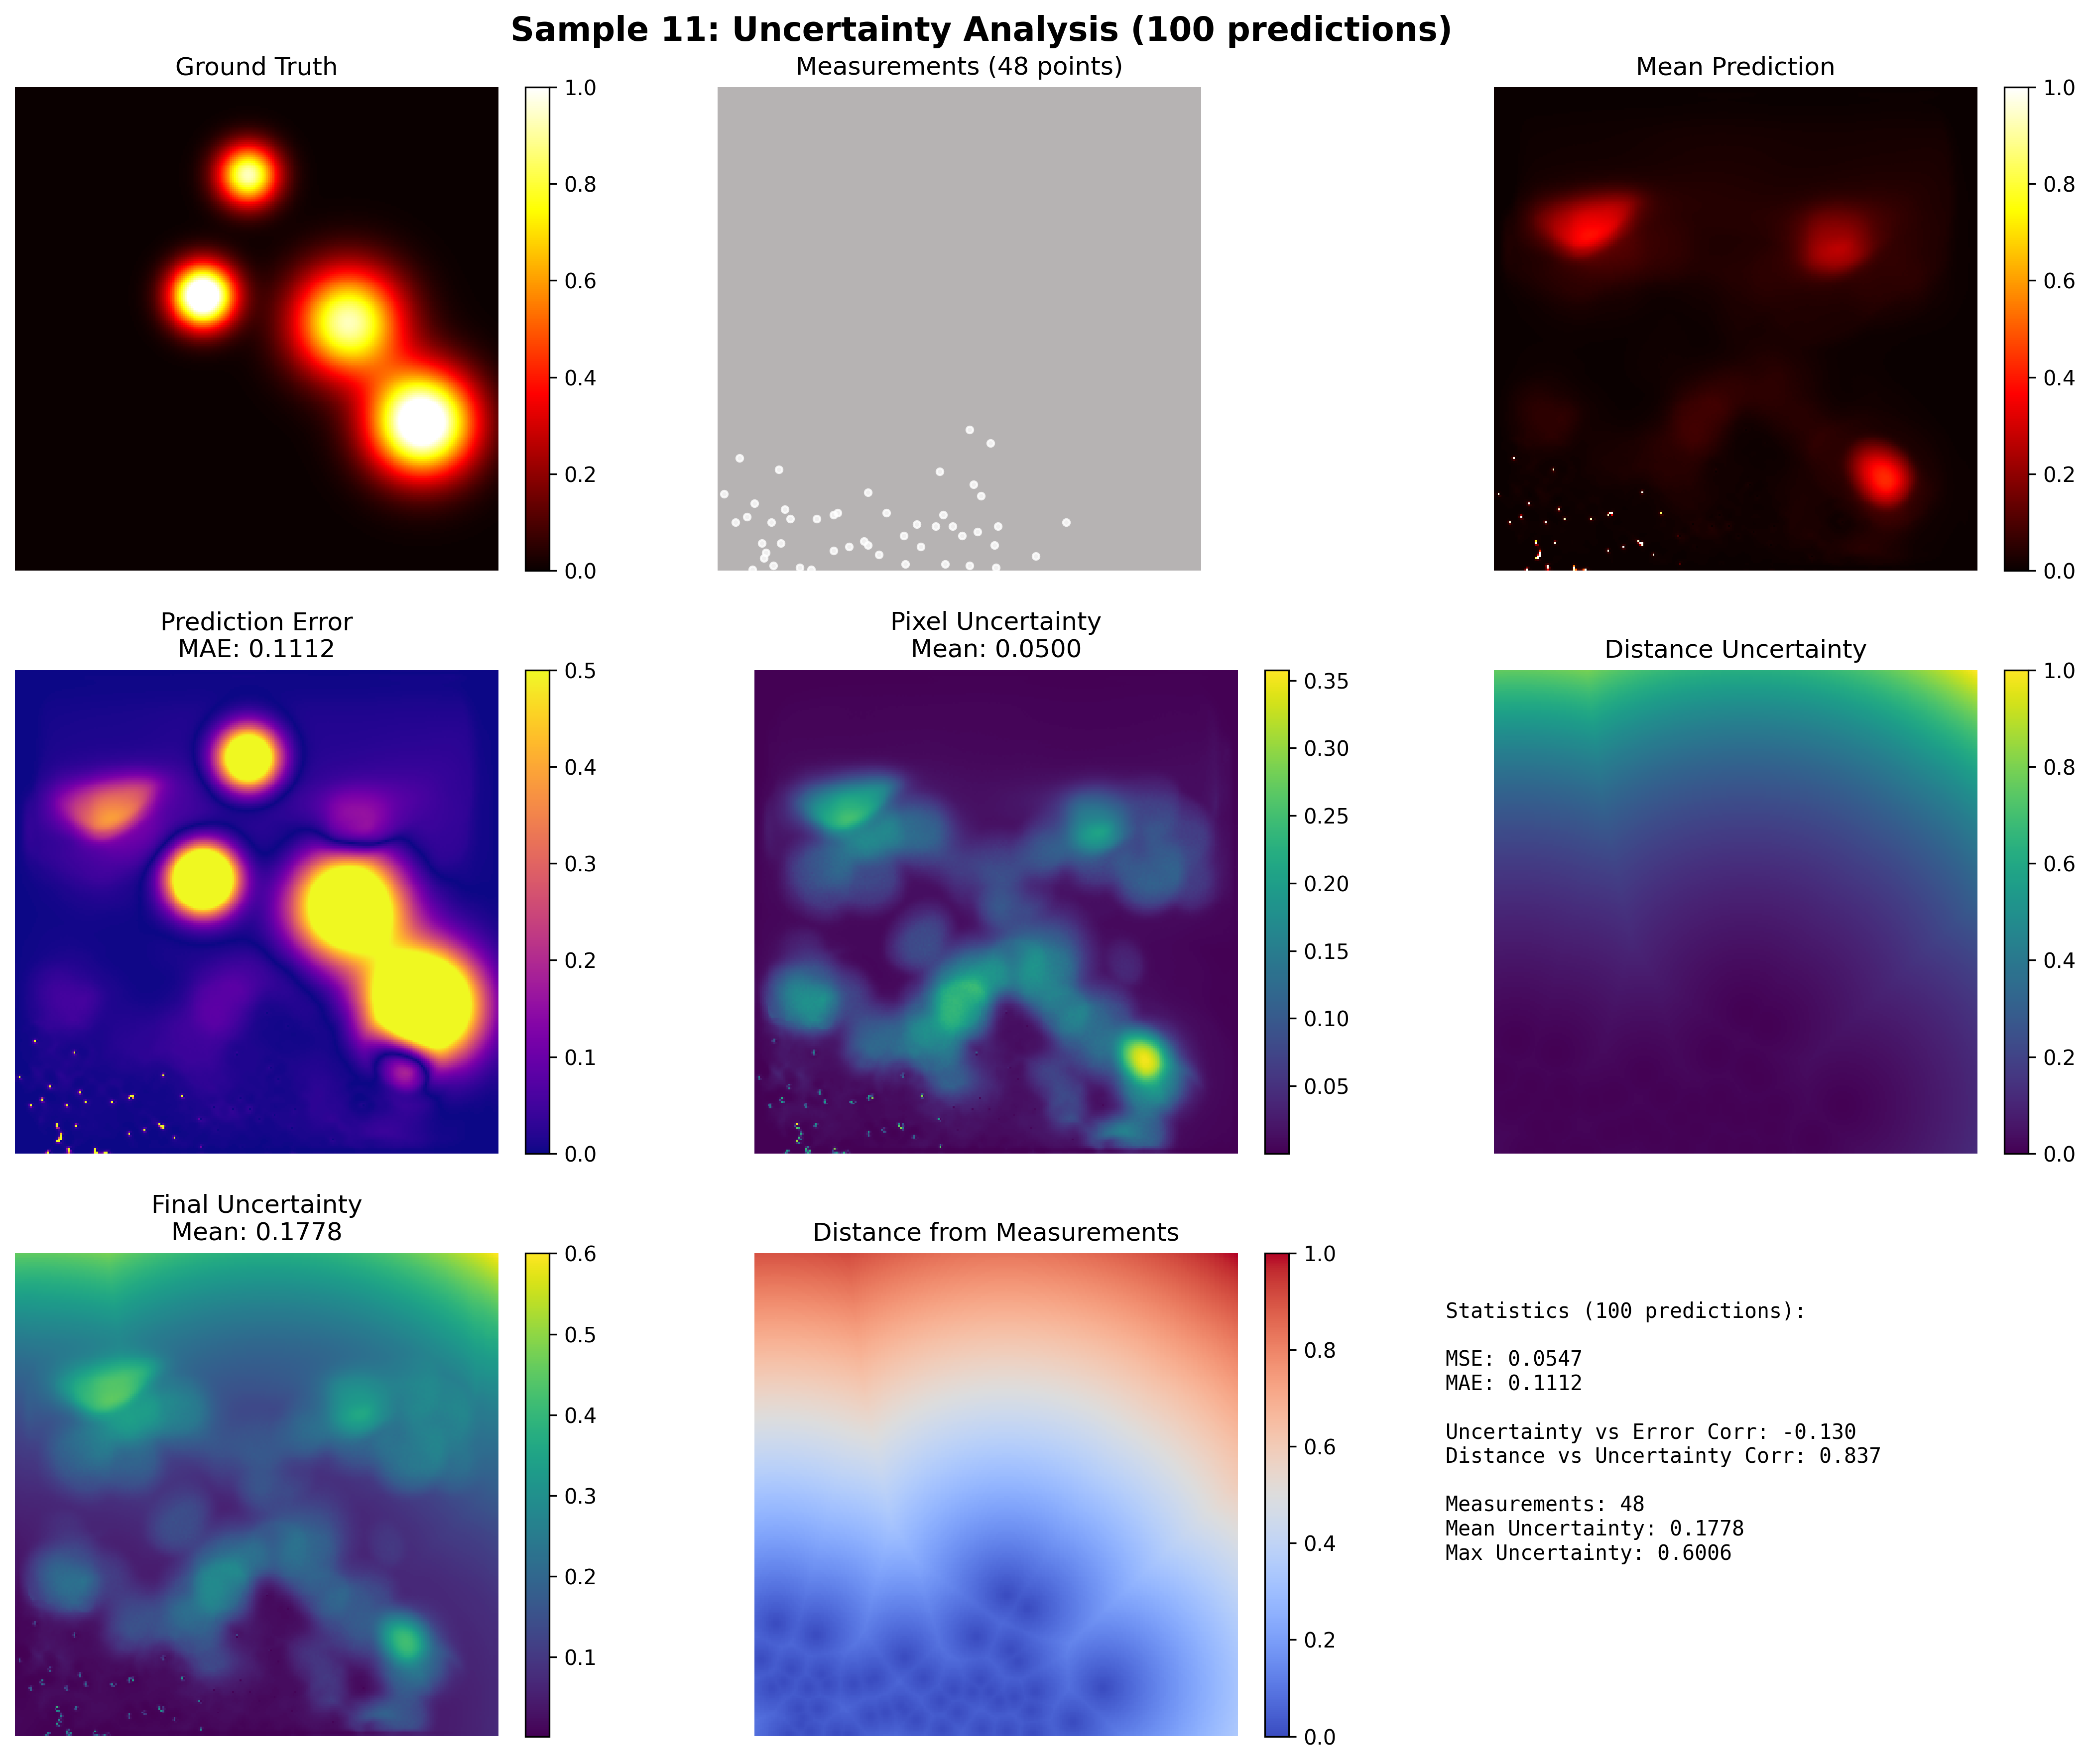 Sample 11: Uncertainty Analysis (100 predictions)
Ground Truth
1.0
0.8
0.6
0.4
0.2
0.0
Measurements (48 points)
Mean Prediction
1.0
0.8
0.6
0.4
0.2
0.0
Prediction Error
MAE: 0.1112
0.5
0.4
0.3
0.2
0.1
0.0
Pixel Uncertainty
Mean: 0.0500
0.35
0.30
0.25
0.20
0.15
0.10
0.05
Distance Uncertainty
1.0
0.8
0.6
0.4
0.2
0.0
Final Uncertainty
Mean: 0.1778
0.6
0.5
0.4
0.3
0.2
0.1
Distance from Measurements
1.0
0.8
0.6
0.4
0.2
0.0
Statistics (100 predictions):
MSE: 0.0547
MAE: 0.1112
Uncertainty vs Error Corr: -0.130
Distance vs Uncertainty Corr: 0.837
Measurements: 48
Mean Uncertainty: 0.1778
Max Uncertainty: 0.6006